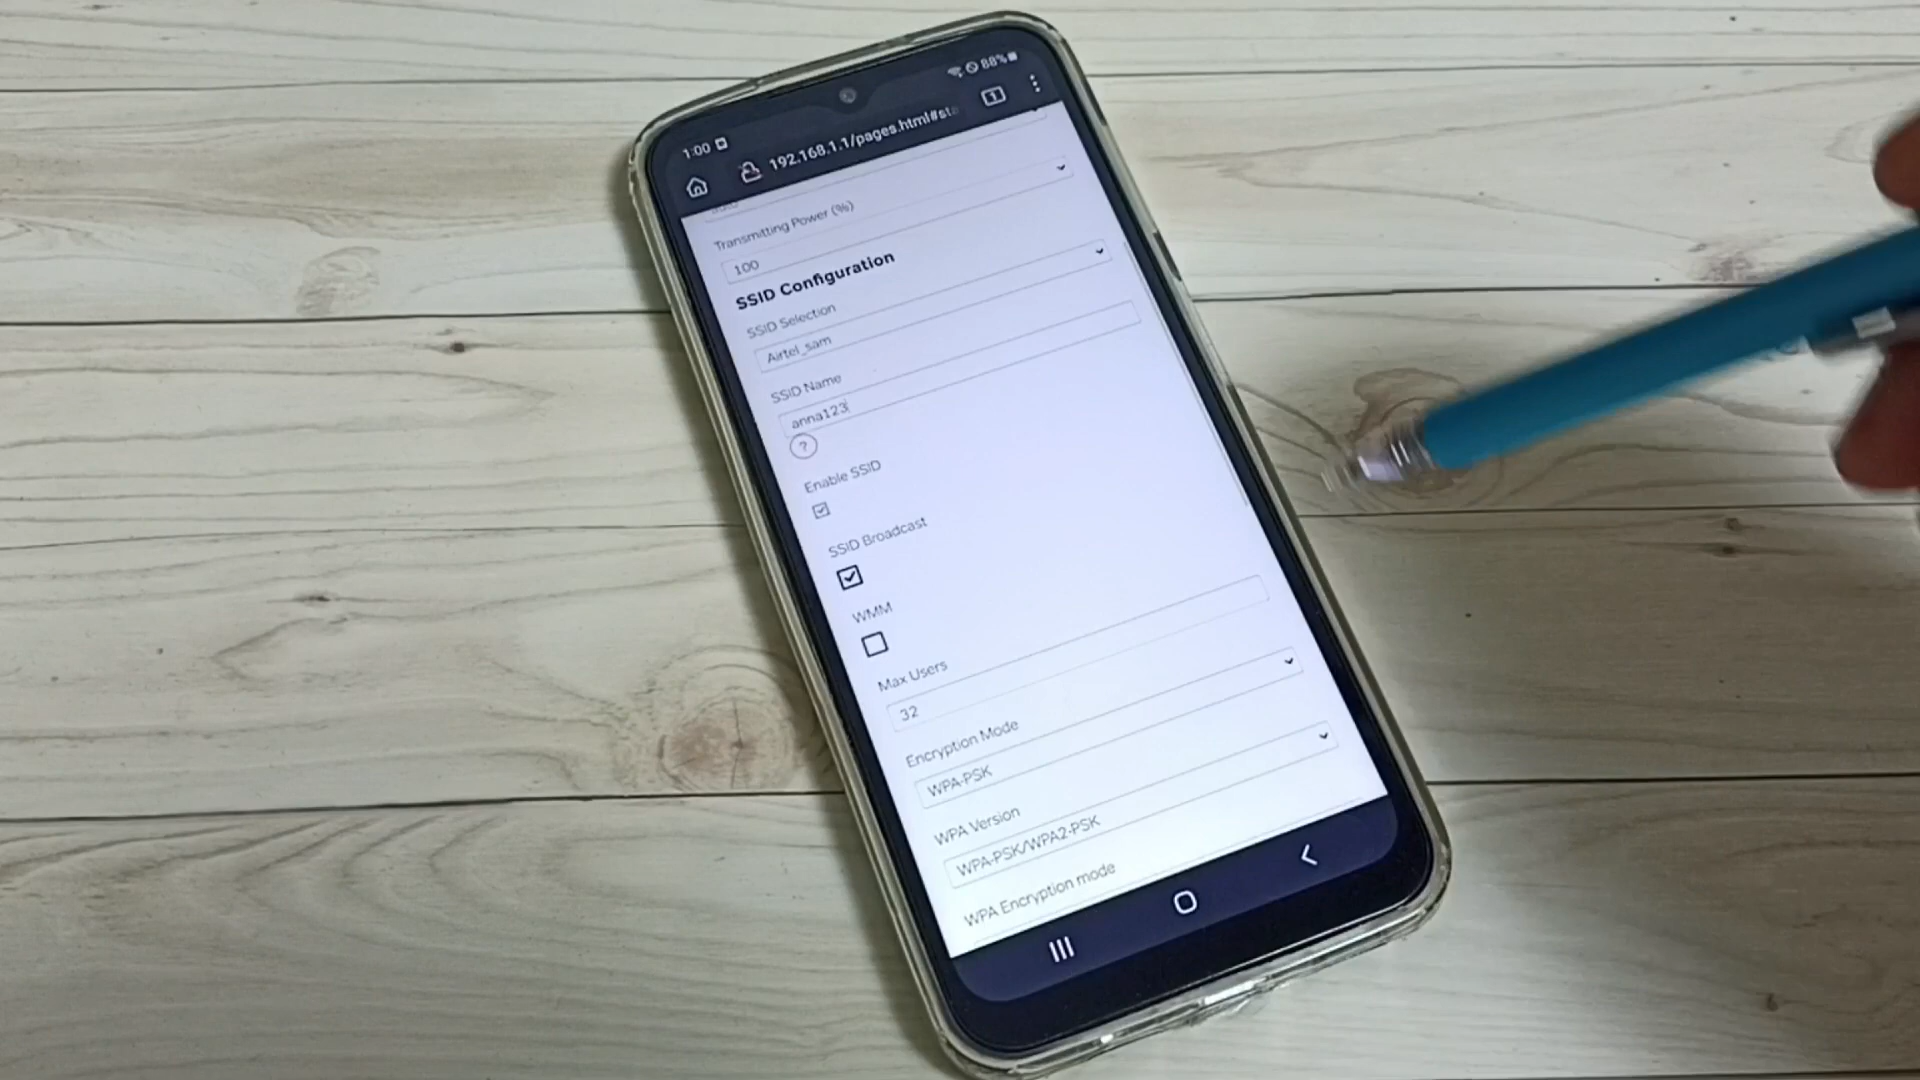 1:00 88%
192.168.1.1/pages.html#sta
1
Transmitting Power (%)
100
SSID Configuration
SSID Selection
Airtel_sam
SSID Name
anna123
?
Enable SSID
SSID Broadcast
WMM
Max Users
32
Encryption Mode
WPA-PSK
WPA Version
WPA-PSK/WPA2-PSK
WPA Encryption mode